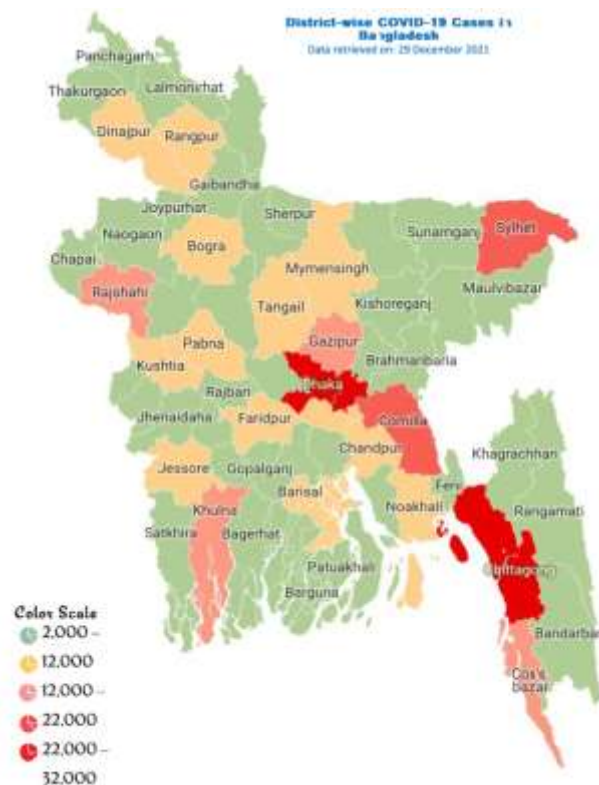 District-wise COVID-19 Cases in
Bangladesh
Data retrieved on: 29 December 2021
Panchagarh
Thakurgaon
Lalmonirhat
Dinajpur
Rangpur
Gaibandha
Joypurhat
Sherpur
Naogaon
Sunamganj
Sylhet
Bogra
Chapai
Mymensingh
Maulvibazar
Rajshahi
Tangail
Kishoreganj
Gazipur
Pabna
Brahmanbaria
Kushtia
Dhaka
Rajban
Jhenaidaha
Faridpur
Comilla
Chandpur
Khagrachhari
Jessore
Gopalganj
Feni
Barisal
Noakhali
Khulna
Rangamati
Satkhira
Bagerhat
Patuakhali
Chittagong
Barguna
Bandarban
Cox's
bazar
Color Scale
2,000 –
12,000
12,000 –
22,000
22,000 –
32,000